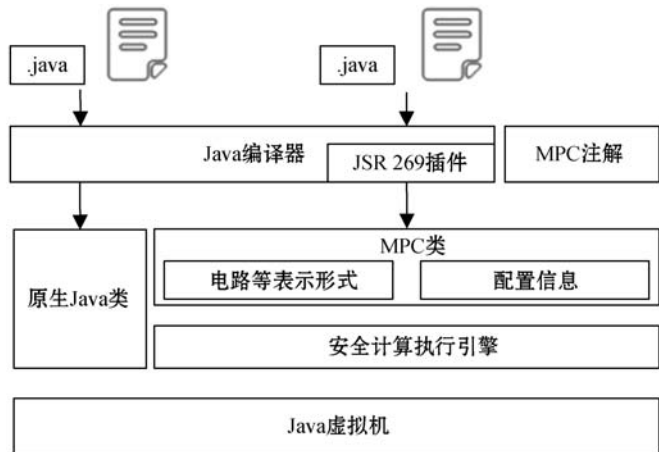 .java
.java
Java编译器
JSR 269插件
MPC注解
原生Java类
MPC类
电路等表示形式
配置信息
安全计算执行引擎
Java虚拟机